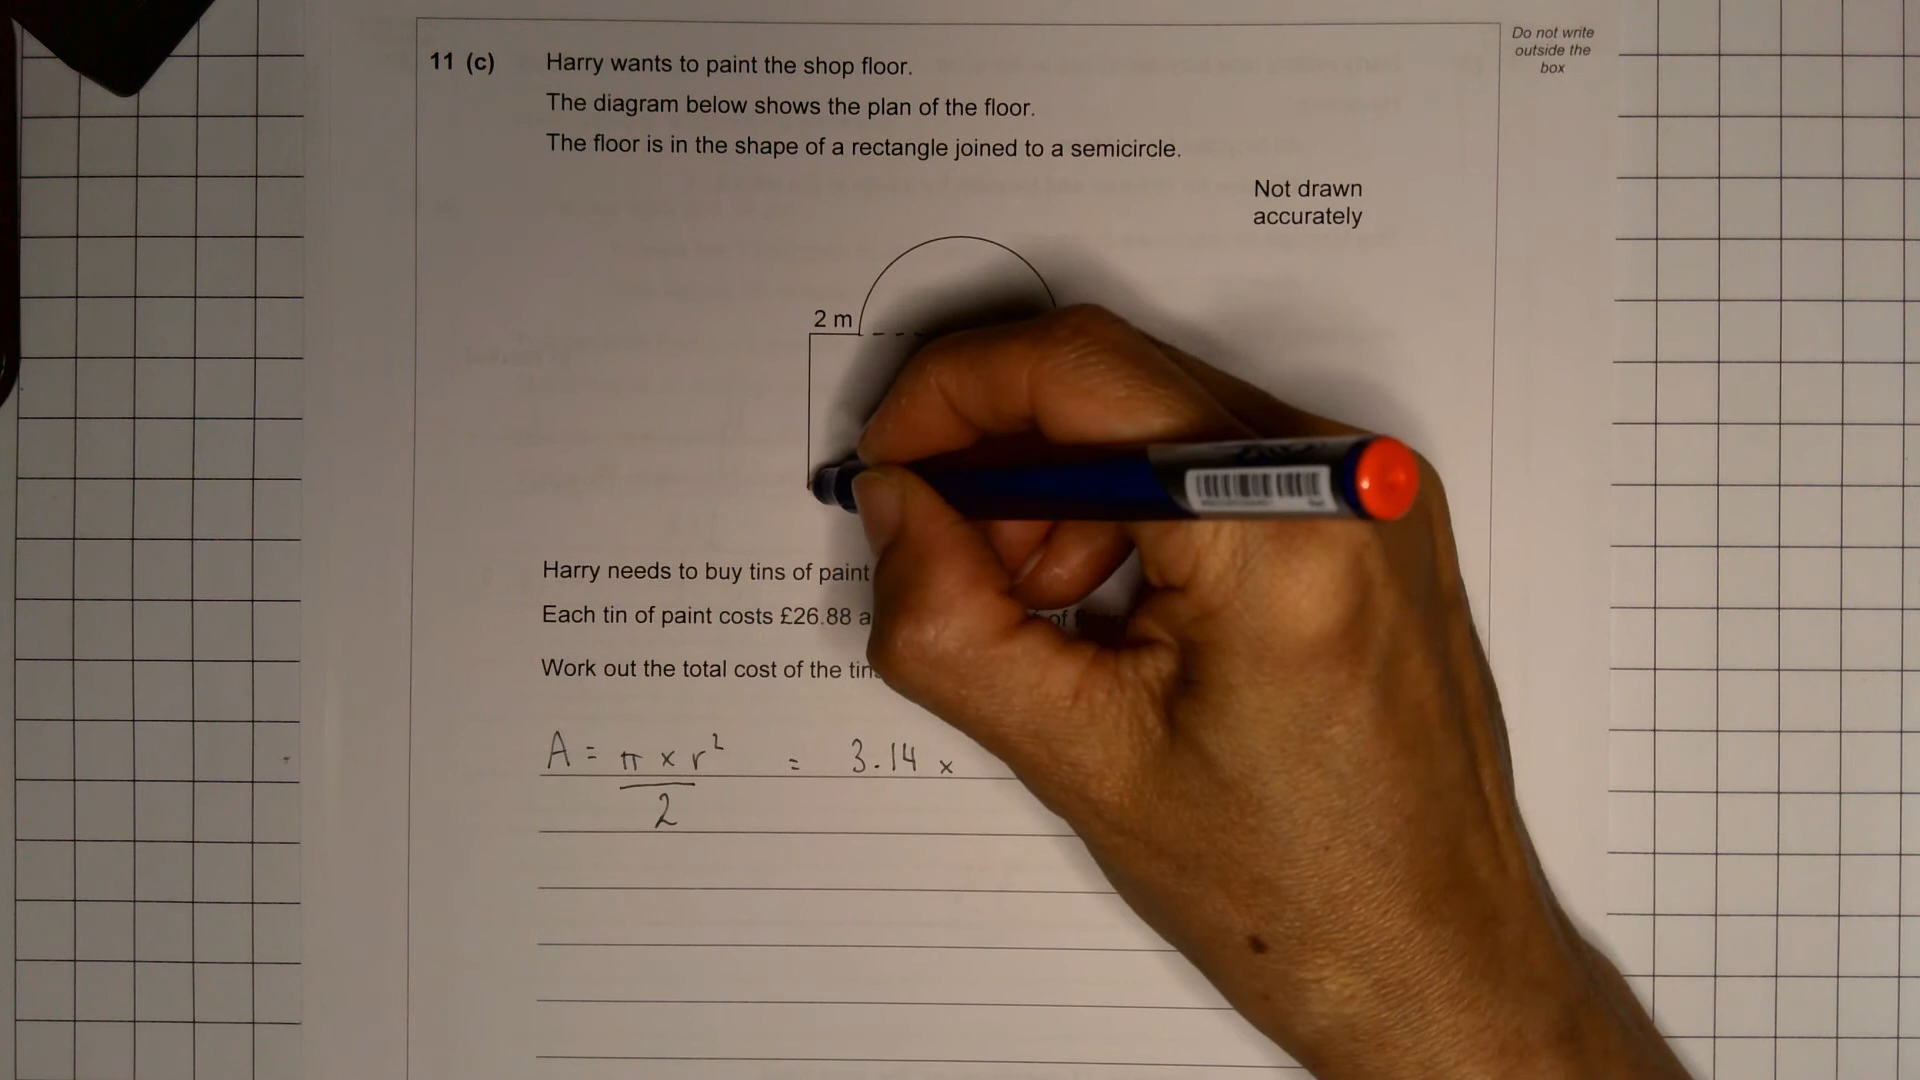 Do not write
outside the
box
11 (c) Harry wants to paint the shop floor.
The diagram below shows the plan of the floor.
The floor is in the shape of a rectangle joined to a semicircle.
Not drawn
accurately
2 m
Harry needs to buy tins of paint
Each tin of paint costs £26.88 a of
Work out the total cost of the
A = π × r² = 3.14 ×
2